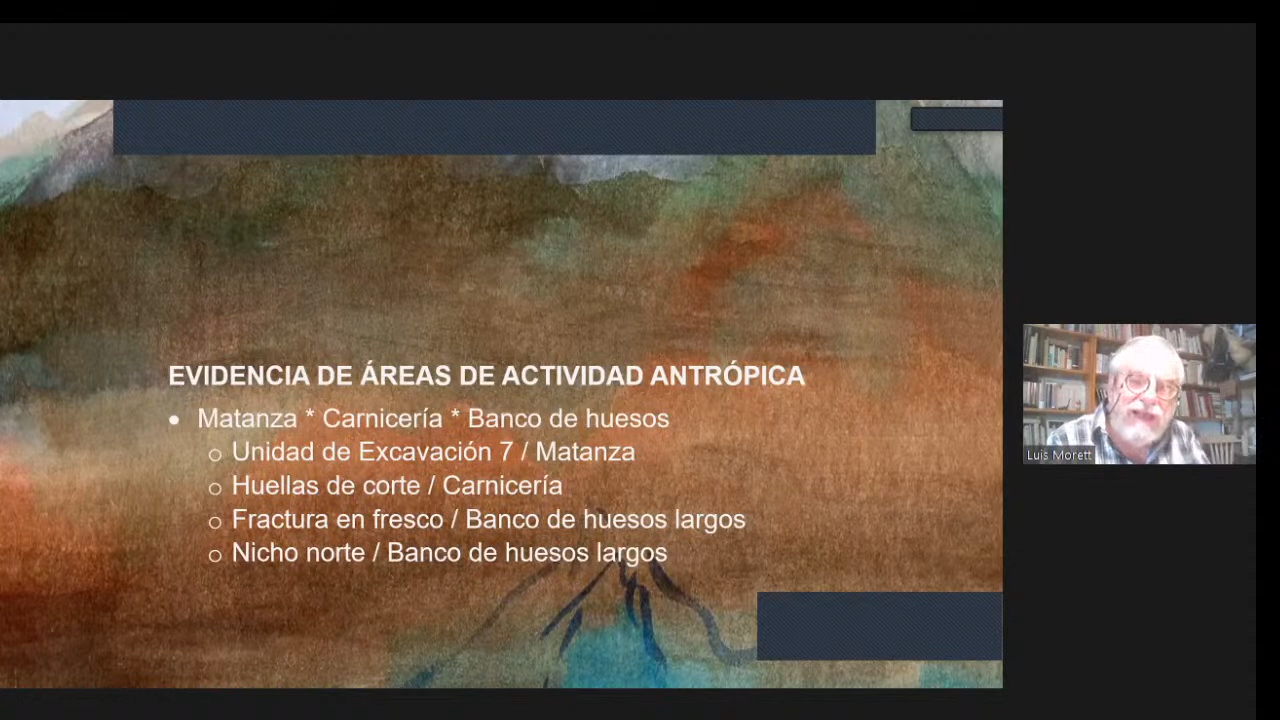 EVIDENCIA DE ÁREAS DE ACTIVIDAD ANTRÓPICA
• Matanza * Carnicería * Banco de huesos
o Unidad de Excavación 7 / Matanza
o Huellas de corte / Carnicería
o Fractura en fresco / Banco de huesos largos
o Nicho norte / Banco de huesos largos
Luis Morett